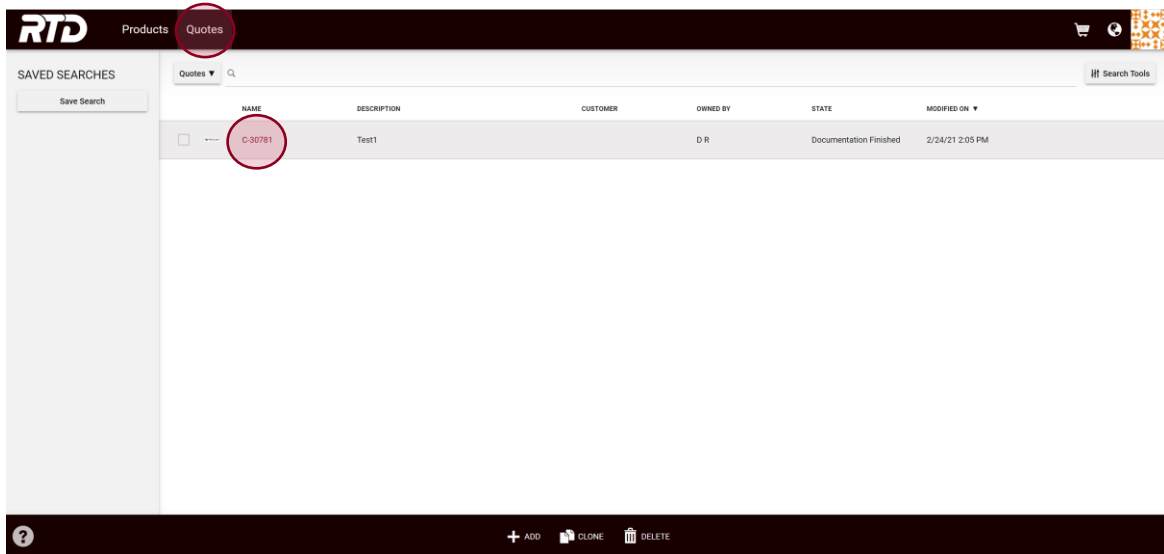 RTD Products Quotes
SAVED SEARCHES
Save Search
Quotes ▼ Search Tools
NAME DESCRIPTION CUSTOMER OWNED BY STATE MODIFIED ON ▼
C-30781 Test1 D R Documentation Finished 2/24/21 2:05 PM
? + ADD CLONE DELETE